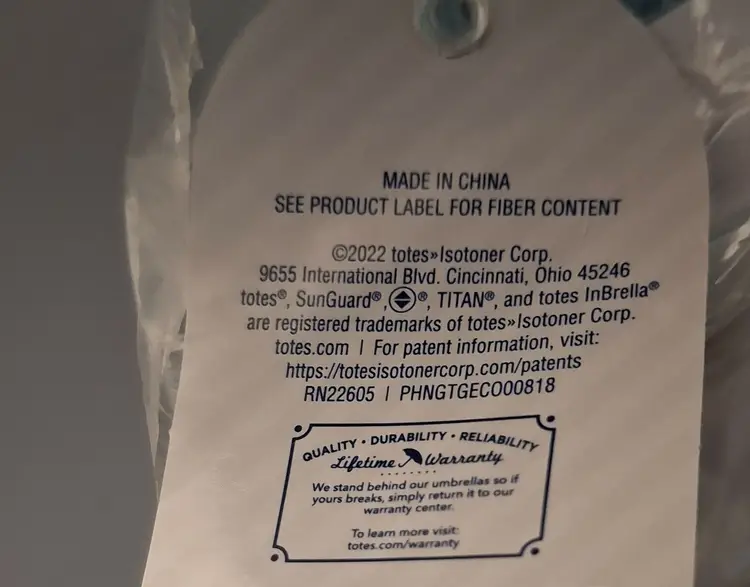 MADE IN CHINA
SEE PRODUCT LABEL FOR FIBER CONTENT
©2022 totes»Isotoner Corp.
9655 International Blvd. Cincinnati, Ohio 45246
totes®, SunGuard®, ®, TITAN®, and totes InBrella®
are registered trademarks of totes»Isotoner Corp.
totes.com | For patent information, visit:
https://totesisotonercorp.com/patents
RN22605 | PHNGTGECO00818
QUALITY • DURABILITY • RELIABILITY
Lifetime Warranty
We stand behind our umbrellas so if
yours breaks, simply return it to our
warranty center.
To learn more visit:
totes.com/warranty